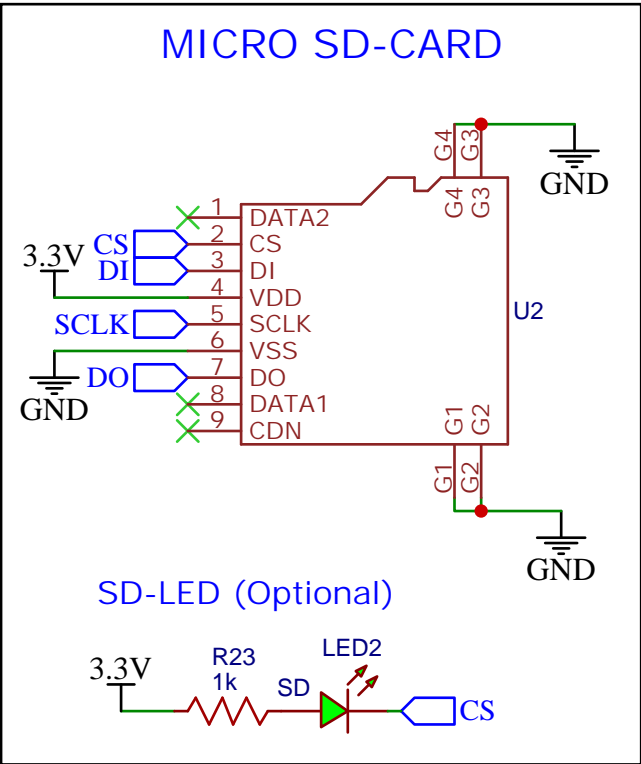 MICRO SD-CARD
G4 G3
GND
G4 G3
1 DATA2
CS 2 CS
3.3V DI 3 DI
4 VDD
SCLK 5 SCLK
U2
6 VSS
DO 7 DO
GND
8 DATA1
9 CDN
G1 G2
G1 G2
GND
SD-LED (Optional)
3.3V
R23
1k
SD
LED2
CS